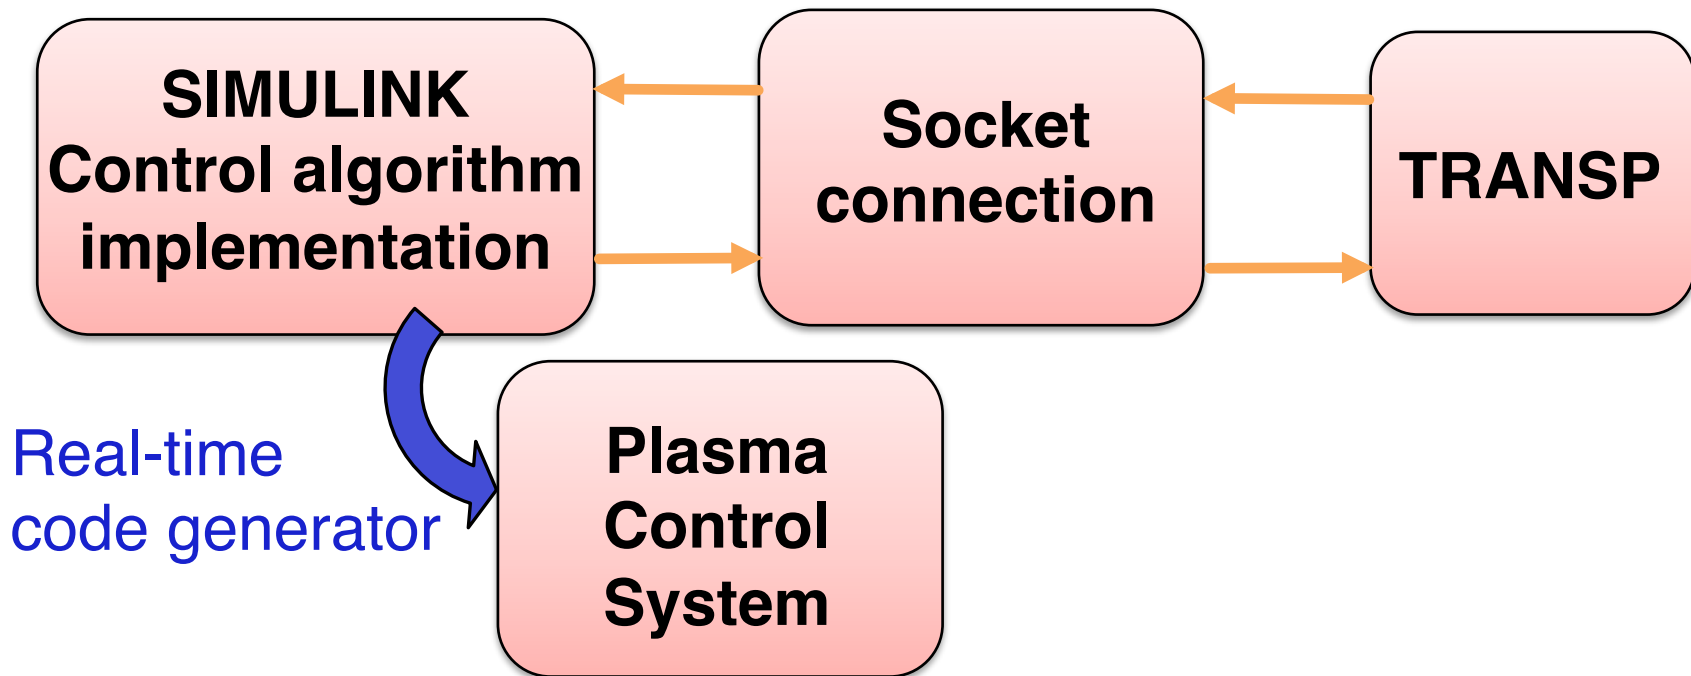 SIMULINK
Control algorithm
implementation
Socket
connection
TRANSP
Real-time
code generator
Plasma
Control
System